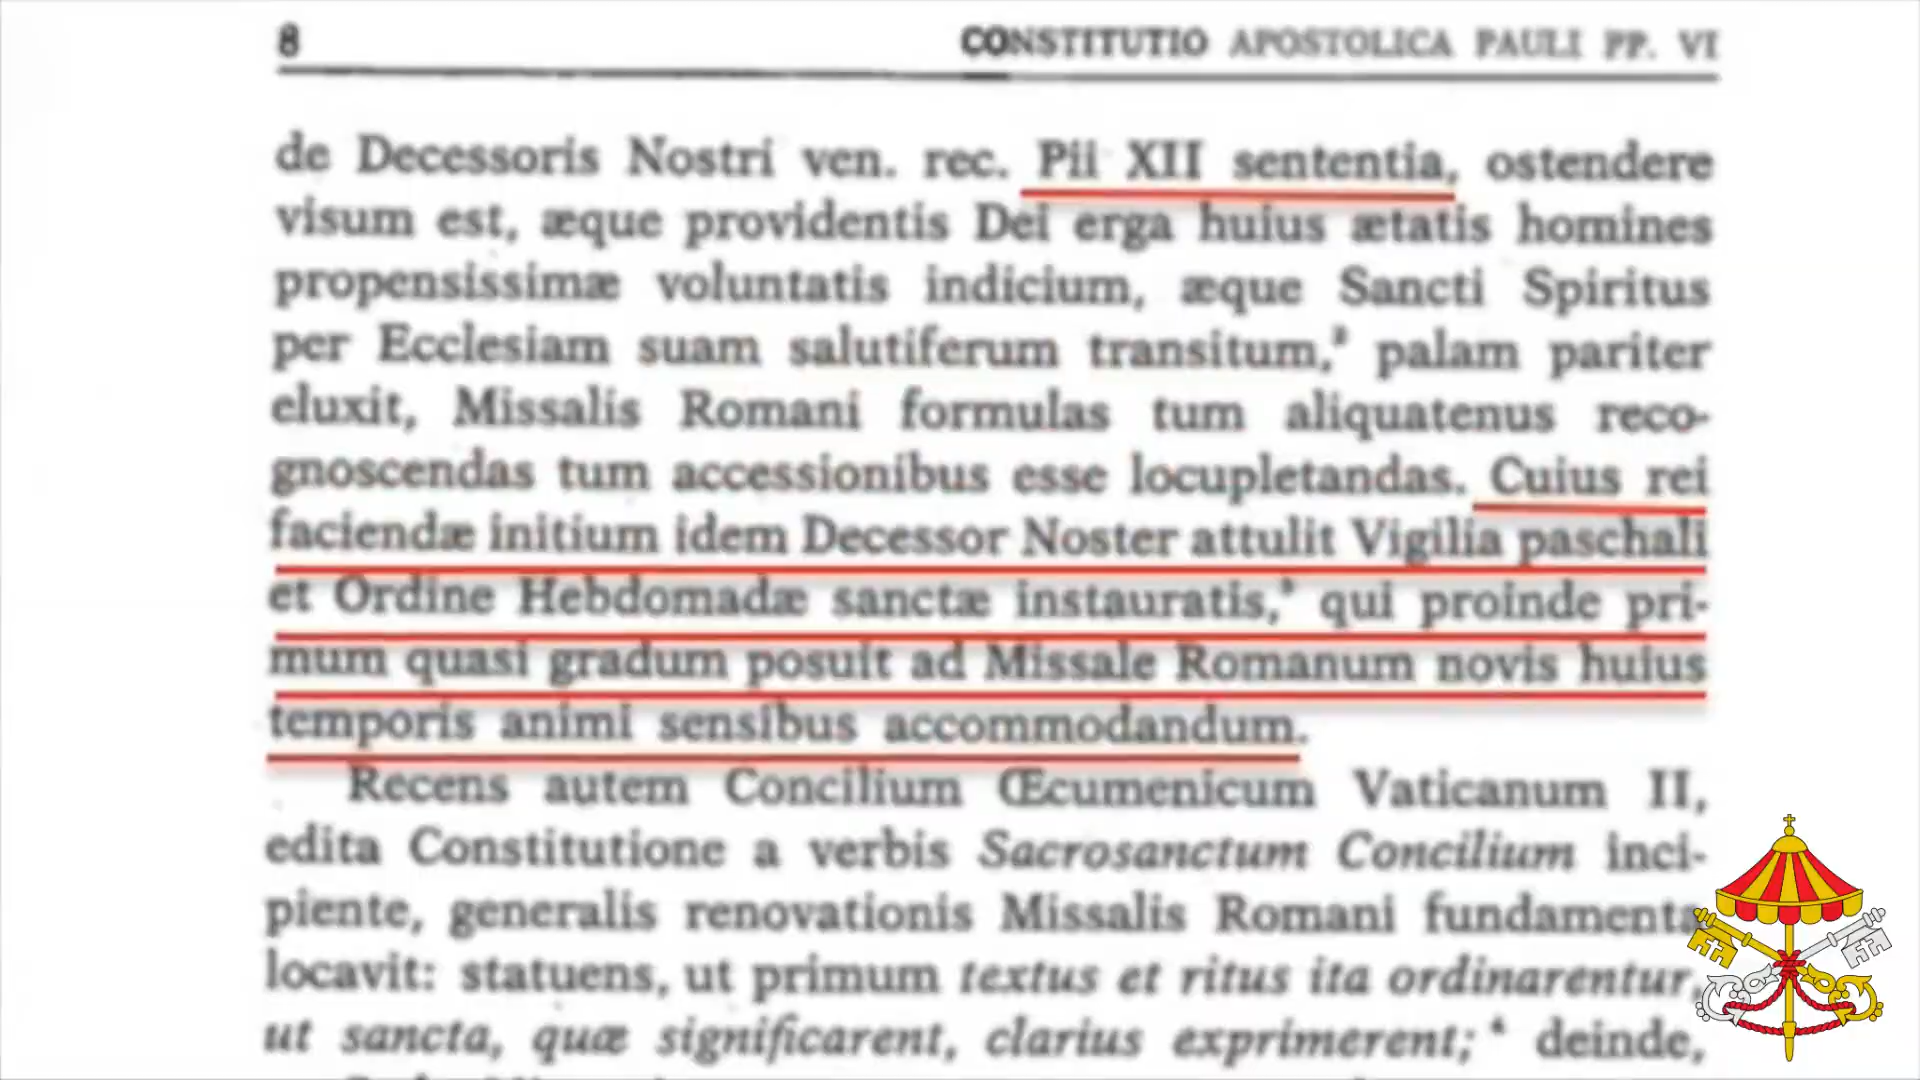 8 CONSTITUTIO APOSTOLICA PAULI PP. VI
de Decessoris Nostri ven. rec. Pii XII sententia, ostendere
visum est, æque providentis Dei erga huius ætatis homines
propensissimæ voluntatis indicium, æque Sancti Spiritus
per Ecclesiam suam salutiferum transitum,² palam pariter
eluxit, Missalis Romani formulas tum aliquatenus reco-
gnoscendas tum accessionibus esse locupletandas. Cuius rei
faciendæ initium idem Decessor Noster attulit Vigilia paschali
et Ordine Hebdomadæ sanctæ instauratis,³ qui proinde pri-
mum quasi gradum posuit ad Missale Romanum novis huius
temporis animi sensibus accommodandum.
Recens autem Concilium Œcumenicum Vaticanum II,
edita Constitutione a verbis Sacrosanctum Concilium inci-
piente, generalis renovationis Missalis Romani fundamenta
locavit: statuens, ut primum textus et ritus ita ordinarentur,
ut sancta, quæ significarent, clarius exprimerent;⁴ deinde,